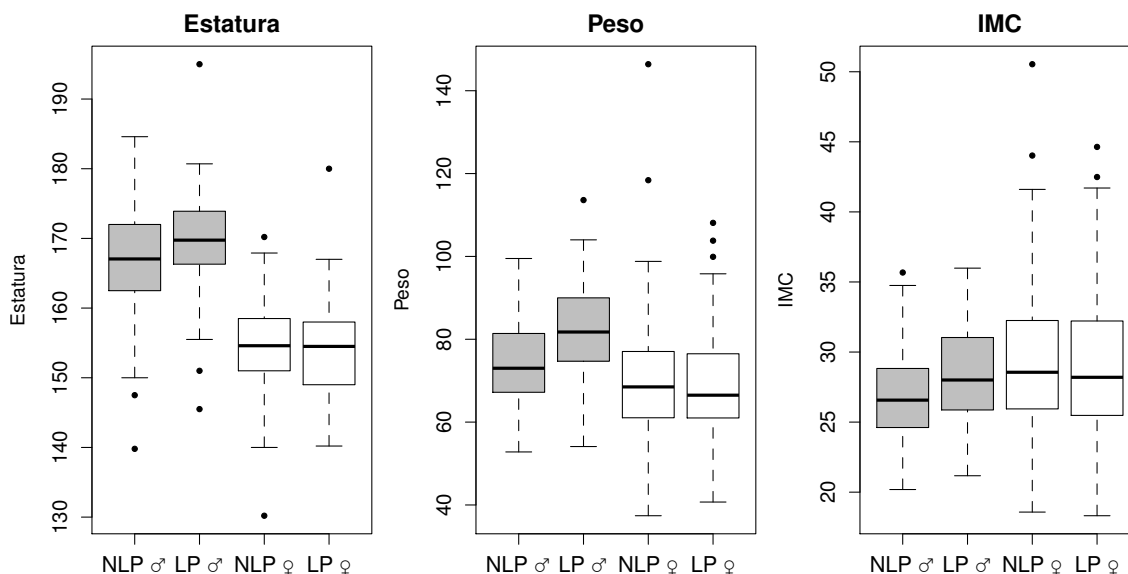 Estatura
Estatura
130 140 150 160 170 180 190
NLP ♂ LP ♂ NLP ♀ LP ♀
Peso
Peso
40 60 80 100 120 140
NLP ♂ LP ♂ NLP ♀ LP ♀
IMC
IMC
20 25 30 35 40 45 50
NLP ♂ LP ♂ NLP ♀ LP ♀